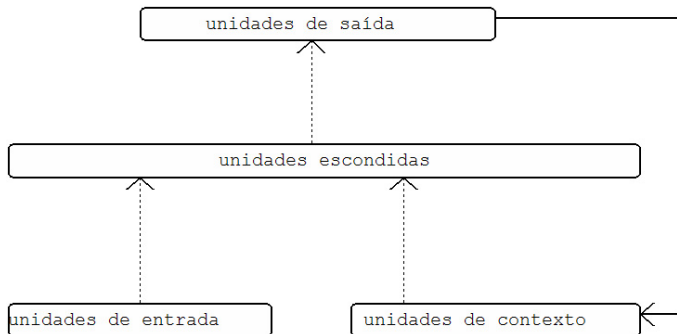 unidades de saída
unidades escondidas
unidades de entrada
unidades de contexto